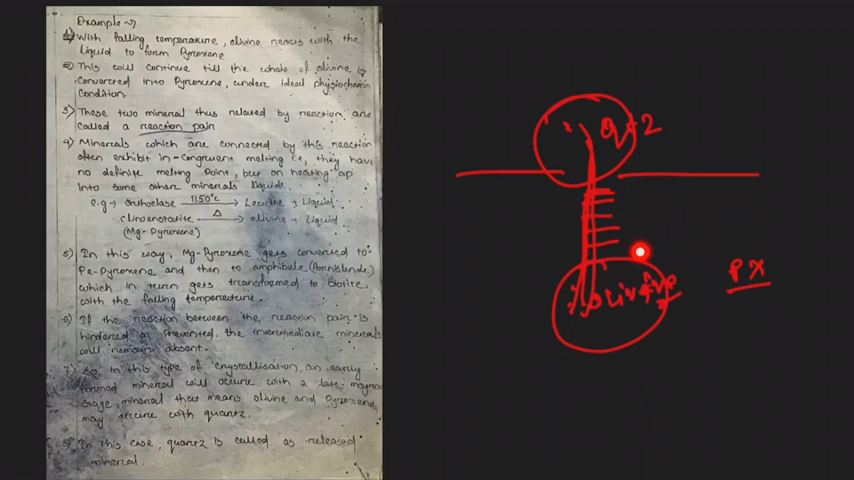 Example ~
1) With falling temperature, olivine reacts with the
liquid to form Pyroxene
2) This will continue till the whole of olivine is
converted into Pyroxene, under ideal physiochemical
condition
3) These two mineral thus related by reaction are
called a reaction pair
4) Minerals which are connected by this reaction
often exhibit in-congruent melting i.e, they have
no definite melting Point, but on heating up
into some other minerals liquids.
e.g → Orthoclase 1150°C → Leucite + Liquid
clinoenstatite Δ → olivine + Liquid
(Mg-Pyroxene)
5) In this way, Mg-Pyroxene gets converted to
Fe-Pyroxene and then to amphibole (Hornblende)
which in turn gets transformed to biotite
with the falling temperature.
6) If the reaction between the reaction pair is
hindered or prevented, the intermediate mineral
will remain absent.
7) So in this type of crystallisation, an early
formed mineral will occure with a late magma
stage, mineral that means olivine and Pyroxene
may occure with quartz.
8) In this case, quartz is called as released
mineral.
Olivine
PX